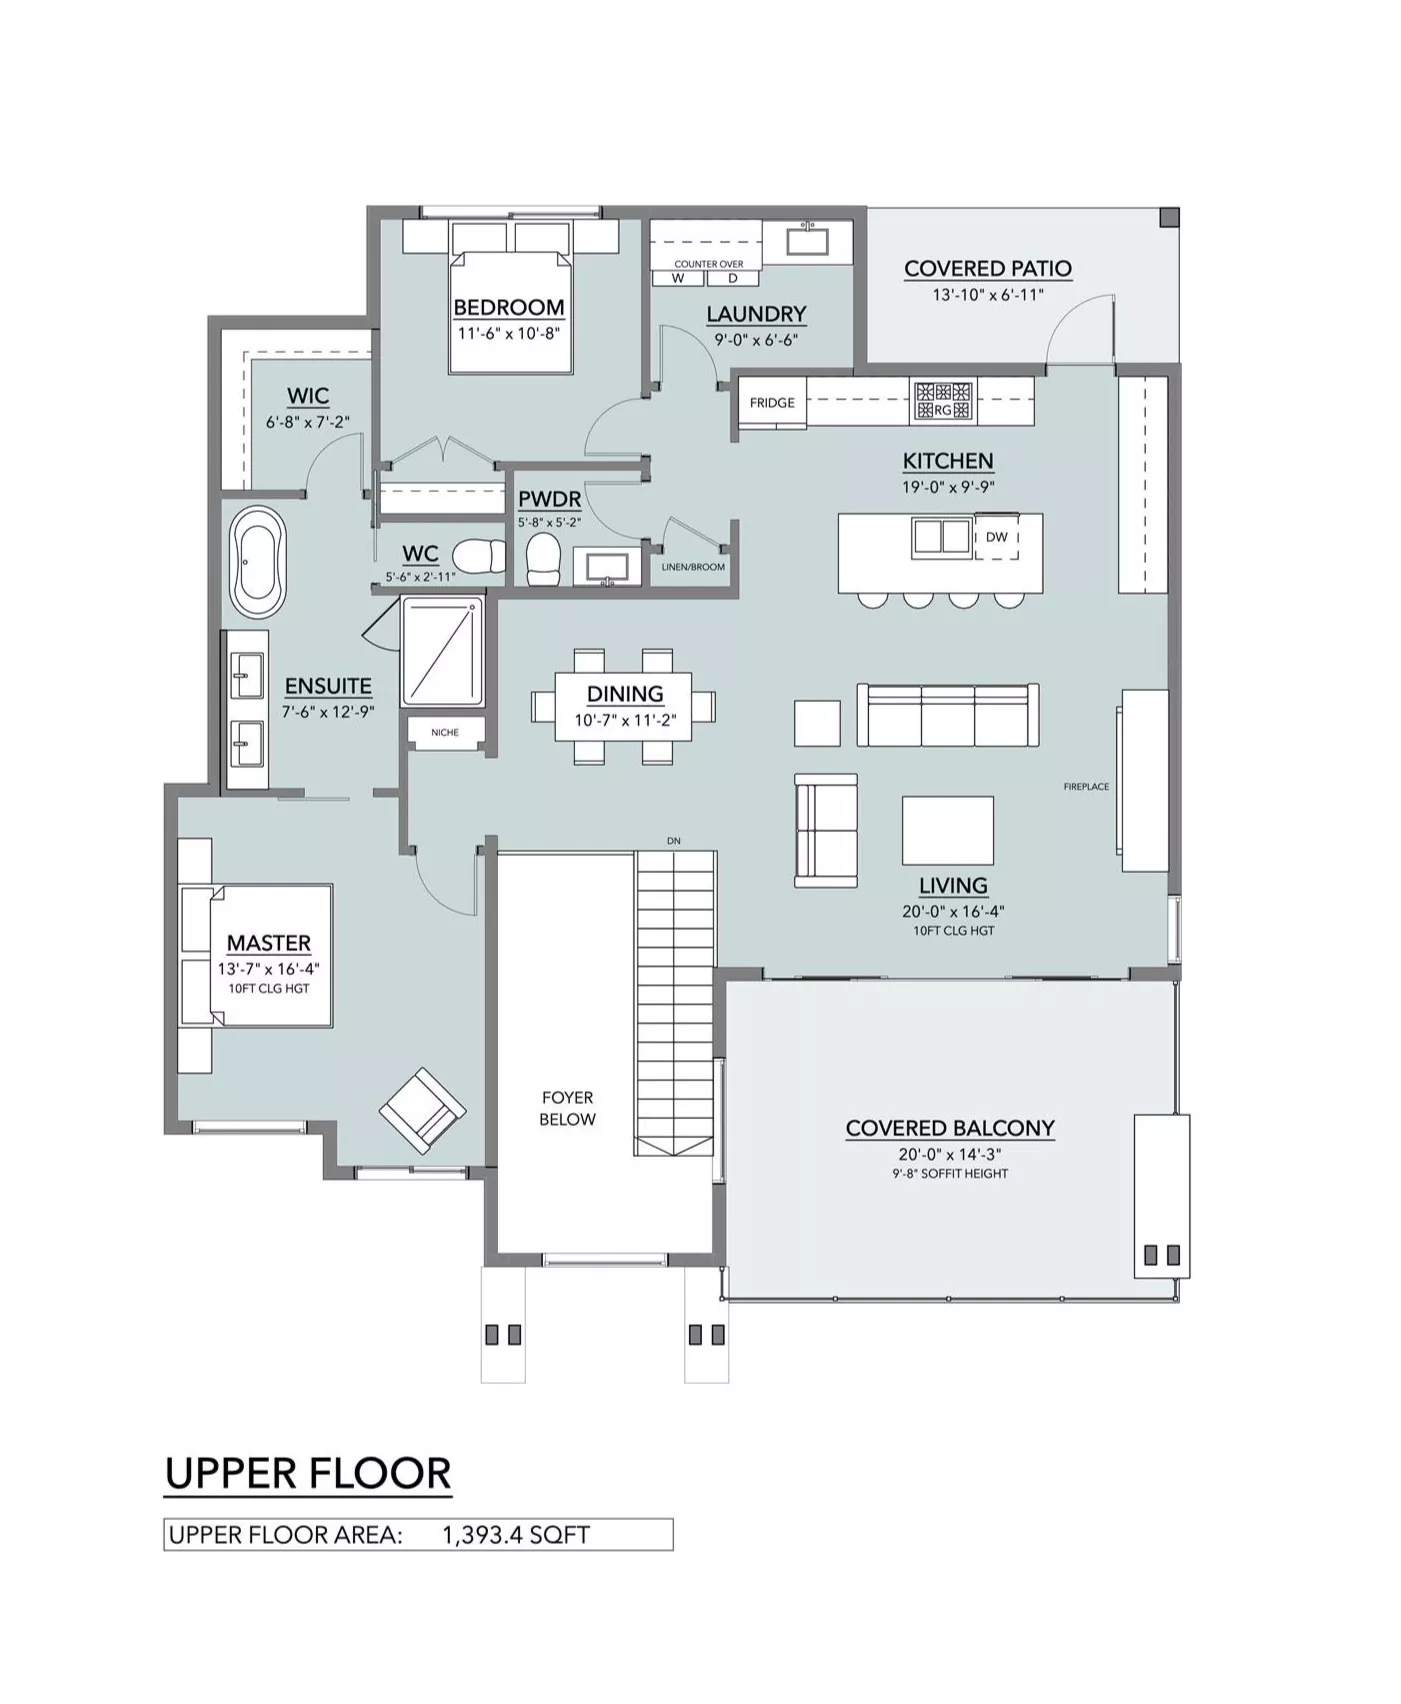 COVERED PATIO
13'-10" x 6'-11"
COUNTER OVER
W
D
BEDROOM
11'-6" x 10'-8"
LAUNDRY
9'-0" x 6'-6"
WIC
6'-8" x 7'-2"
FRIDGE
RG
KITCHEN
19'-0" x 9'-9"
PWDR
5'-8" x 5'-2"
DW
WC
5'-6" x 2'-11"
LINEN/BROOM
ENSUITE
7'-6" x 12'-9"
DINING
10'-7" x 11'-2"
NICHE
FIREPLACE
DN
LIVING
20'-0" x 16'-4"
10FT CLG HGT
MASTER
13'-7" x 16'-4"
10FT CLG HGT
FOYER
BELOW
COVERED BALCONY
20'-0" x 14'-3"
9'-8" SOFFIT HEIGHT
UPPER FLOOR
UPPER FLOOR AREA: 1,393.4 SQFT